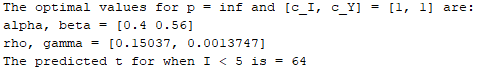 The optimal values for p = inf and [c_I, c_Y] = [1, 1] are:
alpha, beta = [0.4 0.56]
rho, gamma = [0.15037, 0.0013747]
The predicted t for when I < 5 is = 64